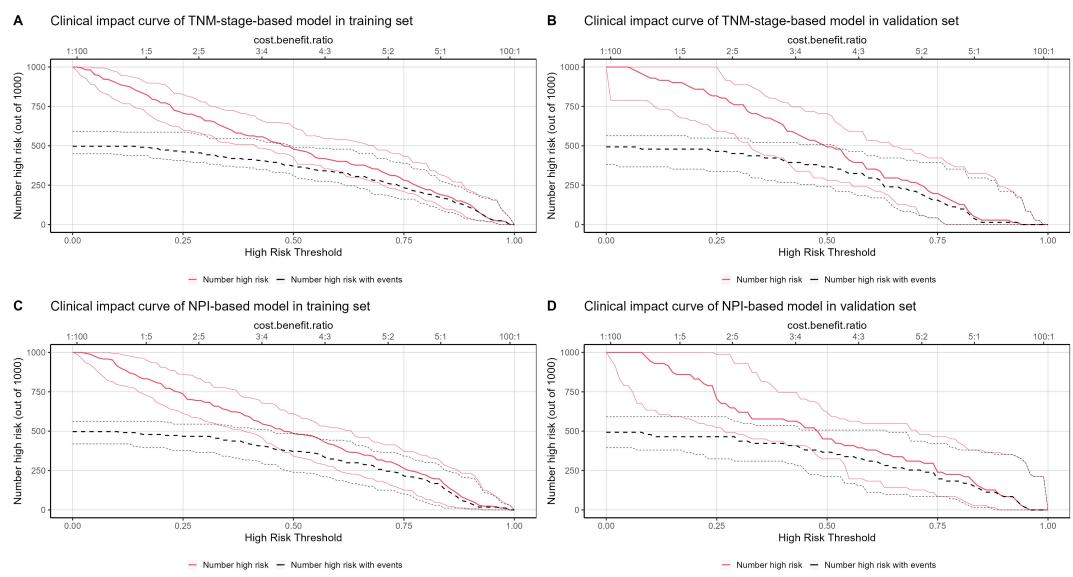 A Clinical impact curve of TNM-stage-based model in training set
cost.benefit.ratio
1:100 1:5 2:5 3:4 4:3 5:2 5:1 100:1
Number high risk (out of 1000)
1000
750
500
250
0
0.00 0.25 0.50 0.75 1.00
High Risk Threshold
Number high risk Number high risk with events
B Clinical impact curve of TNM-stage-based model in validation set
cost.benefit.ratio
1:100 1:5 2:5 3:4 4:3 5:2 5:1 100:1
Number high risk (out of 1000)
1000
750
500
250
0
0.00 0.25 0.50 0.75 1.00
High Risk Threshold
Number high risk Number high risk with events
C Clinical impact curve of NPI-based model in training set
cost.benefit.ratio
1:100 1:5 2:5 3:4 4:3 5:2 5:1 100:1
Number high risk (out of 1000)
1000
750
500
250
0
0.00 0.25 0.50 0.75 1.00
High Risk Threshold
Number high risk Number high risk with events
D Clinical impact curve of NPI-based model in validation set
cost.benefit.ratio
1:100 1:5 2:5 3:4 4:3 5:2 5:1 100:1
Number high risk (out of 1000)
1000
750
500
250
0
0.00 0.25 0.50 0.75 1.00
High Risk Threshold
Number high risk Number high risk with events